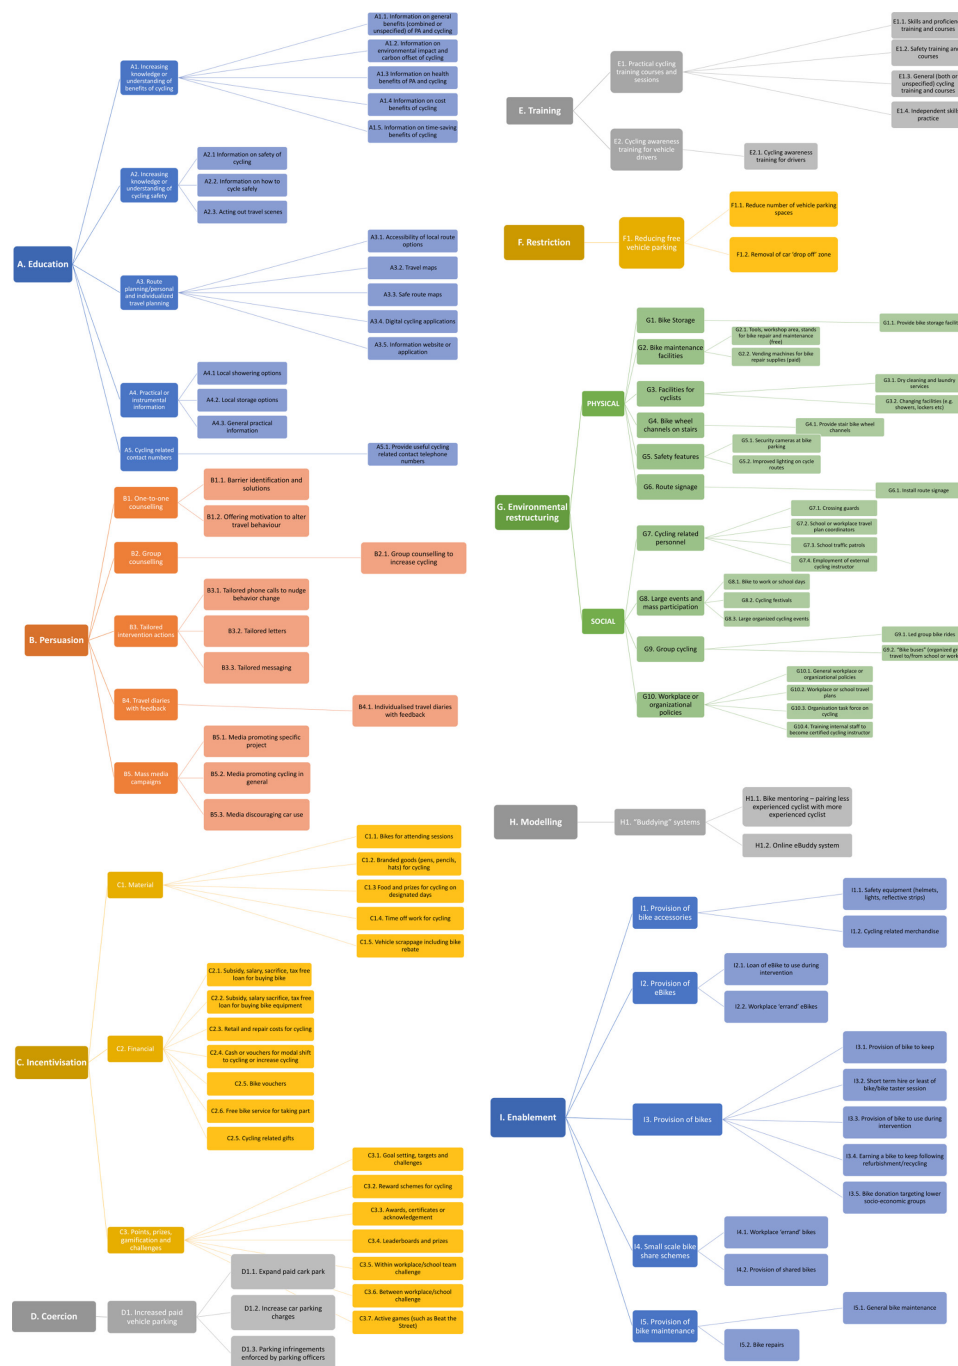 A. Education
A1. Increasing
knowledge or
understanding of
benefits of cycling
A1.1. Information on general
benefits (combined or
unspecified) of PA and cycling
A1.2. Information on
environmental impact and
carbon offset of cycling
A1.3 Information on health
benefits of PA and cycling
A1.4 Information on cost
benefits of cycling
A1.5. Information on time-saving
benefits of cycling
A2. Increasing
knowledge or
understanding of
cycling safety
A2.1 Information on safety of
cycling
A2.2. Information on how to
cycle safely
A2.3. Acting out travel scenes
A3. Route
planning/personal
and individualized
travel planning
A3.1. Accessibility of local route
options
A3.2. Travel maps
A3.3. Safe route maps
A3.4. Digital cycling applications
A3.5. Information website or
application
A4. Practical or
instrumental
information
A4.1 Local showering options
A4.2. Local storage options
A4.3. General practical
information
A5. Cycling related
contact numbers
A5.1. Provide useful cycling
related contact telephone
numbers
B. Persuasion
B1. One-to-one
counselling
B1.1. Barrier identification and
solutions
B1.2. Offering motivation to alter
travel behaviour
B2. Group
counselling
B2.1. Group counselling to
increase cycling
B3. Tailored
intervention actions
B3.1. Tailored phone calls to nudge
behavior change
B3.2. Tailored letters
B3.3. Tailored messaging
B4. Travel diaries
with feedback
B4.1. Individualised travel diaries
with feedback
B5. Mass media
campaigns
B5.1. Media promoting specific
project
B5.2. Media promoting cycling in
general
B5.3. Media discouraging car use
C. Incentivisation
C1. Material
C1.1. Bikes for attending sessions
C1.2. Branded goods (pens, pencils,
hats) for cycling
C1.3 Food and prizes for cycling on
designated days
C1.4. Time off work for cycling
C1.5. Vehicle scrappage including bike
rebate
C2. Financial
C2.1. Subsidy, salary, sacrifice, tax free
loan for buying bike
C2.2. Subsidy, salary sacrifice, tax free
loan for buying bike equipment
C2.3. Retail and repair costs for cycling
C2.4. Cash or vouchers for modal shift
to cycling or increase cycling
C2.5. Bike vouchers
C2.6. Free bike service for taking part
C2.5. Cycling related gifts
C3. Points, prizes,
gamification and
challenges
C3.1. Goal setting, targets and
challenges
C3.2. Reward schemes for cycling
C3.3. Awards, certificates or
acknowledgement
C3.4. Leaderboards and prizes
C3.5. Within workplace/school team
challenge
C3.6. Between workplace/school
challenge
C3.7. Active games (such as Beat the
Street)
D. Coercion
D1. Increased paid
vehicle parking
D1.1. Expand paid cark park
D1.2. Increase car parking
charges
D1.3. Parking infringements
enforced by parking officers
E. Training
E1. Practical cycling
training courses and
sessions
E1.1. Skills and proficienc
training and courses
E1.2. Safety training and
courses
E1.3. General (both or
unspecified) cycling
training and courses
E1.4. Independent skills
practice
E2. Cycling awareness
training for vehicle
drivers
E2.1. Cycling awareness
training for drivers
F. Restriction
F1. Reducing free
vehicle parking
F1.1. Reduce number of vehicle parking
spaces
F1.2. Removal of car 'drop off' zone
G. Environmental
restructuring
PHYSICAL
G1. Bike Storage
G1.1. Provide bike storage facilit
G2. Bike maintenance
facilities
G2.1. Tools, workshop area, stands
for bike repair and maintenance
(free)
G2.2. Vending machines for bike
repair supplies (paid)
G3. Facilities for
cyclists
G3.1. Dry cleaning and laundry
services
G3.2. Changing facilities (e.g.
showers, lockers etc)
G4. Bike wheel
channels on stairs
G4.1. Provide stair bike wheel
channels
G5. Safety features
G5.1. Security cameras at bike
parking
G5.2. Improved lighting on cycle
routes
G6. Route signage
G6.1. Install route signage
SOCIAL
G7. Cycling related
personnel
G7.1. Crossing guards
G7.2. School or workplace travel
plan coordinators
G7.3. School traffic patrols
G7.4. Employment of external
cycling instructor
G8. Large events and
mass participation
G8.1. Bike to work or school days
G8.2. Cycling festivals
G8.3. Large organized cycling events
G9. Group cycling
G9.1. Led group bike rides
G9.2. "Bike buses" (organized gr
travel to/from school or work
G10. Workplace or
organizational
policies
G10.1. General workplace or
organizational policies
G10.2. Workplace or school travel
plans
G10.3. Organisation task force on
cycling
G10.4. Training internal staff to
become certified cycling instructor
H. Modelling
H1. "Buddying" systems
H1.1. Bike mentoring – pairing less
experienced cyclist with more
experienced cyclist
H1.2. Online eBuddy system
I. Enablement
I1. Provision of
bike accessories
I1.1. Safety equipment (helmets,
lights, reflective strips)
I1.2. Cycling related merchandise
I2. Provision of
eBikes
I2.1. Loan of eBike to use during
intervention
I2.2. Workplace 'errand' eBikes
I3. Provision of bikes
I3.1. Provision of bike to keep
I3.2. Short term hire or least of
bike/bike taster session
I3.3. Provision of bike to use during
intervention
I3.4. Earning a bike to keep following
refurbishment/recycling
I3.5. Bike donation targeting lower
socio-economic groups
I4. Small scale bike
share schemes
I4.1. Workplace 'errand' bikes
I4.2. Provision of shared bikes
I5. Provision of
bike maintenance
I5.1. General bike maintenance
I5.2. Bike repairs